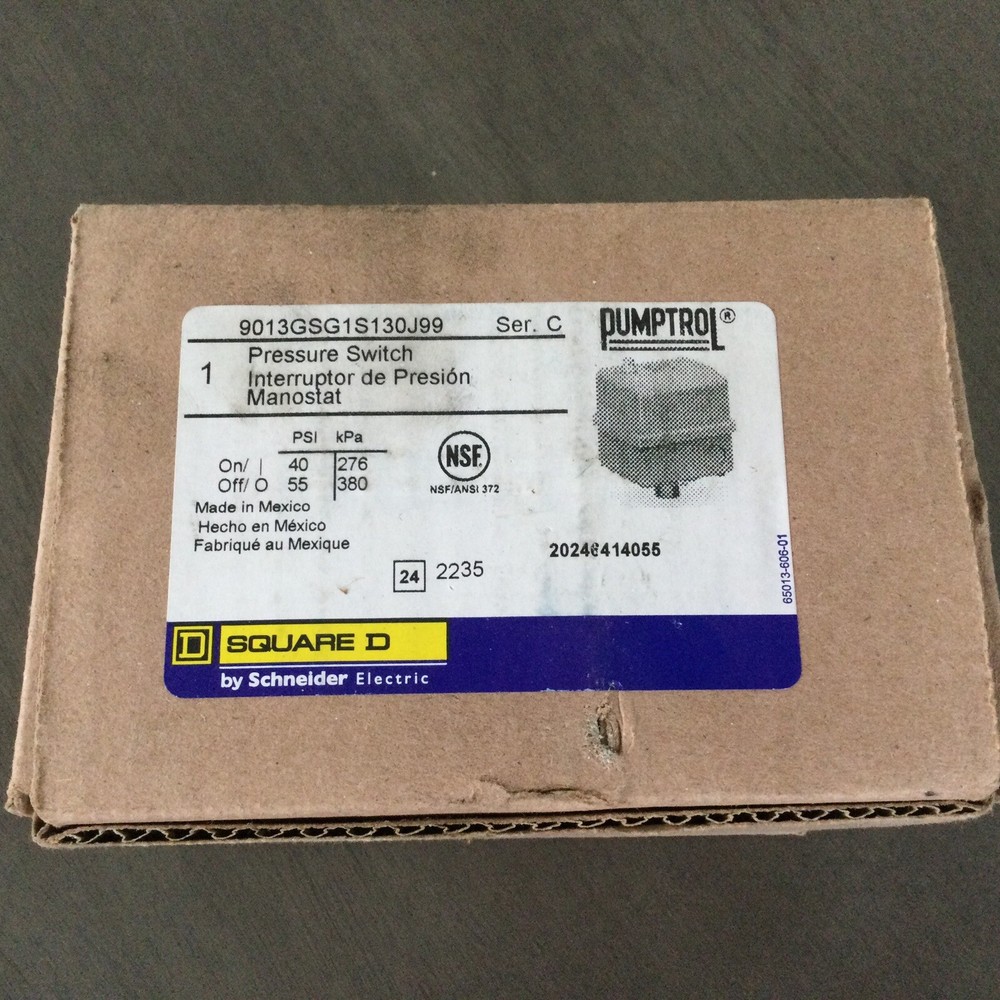 9013GSG1S130J99 Ser. C
PUMPTROL®
1
Pressure Switch
Interruptor de Presión
Manostat
PSI kPa
On/ | 40 276
Off/ O 55 380
NSF®
NSF/ANSI 372
Made in Mexico
Hecho en México
Fabriqué au Mexique
24 2235
20246414055
65013-606-01
D SQUARE D
by Schneider Electric